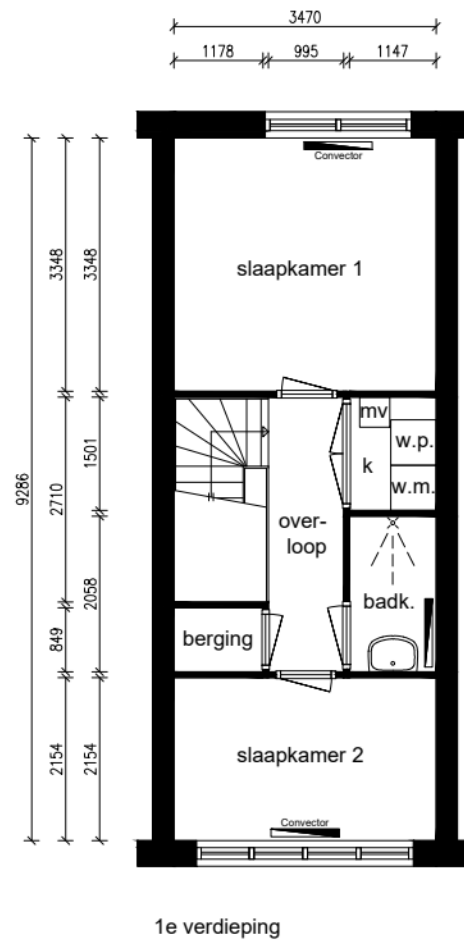 3470
1178 995 1147
Convector
slaapkamer 1
3348
3348
9286
2710
1501
mv
w.p.
k
w.m.
over-
loop
2058
badk.
849
berging
2154
2154
slaapkamer 2
Convector
1e verdieping